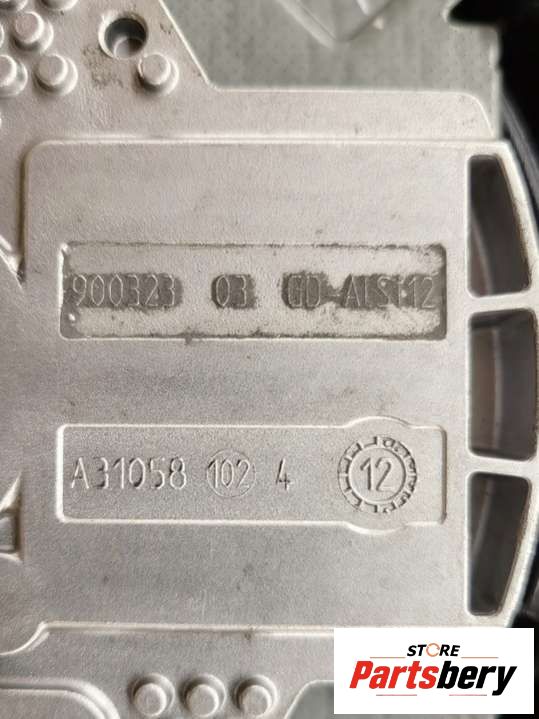 900323 03 GD-ALSI12
A31058 102 4 12
STORE
Partsbery